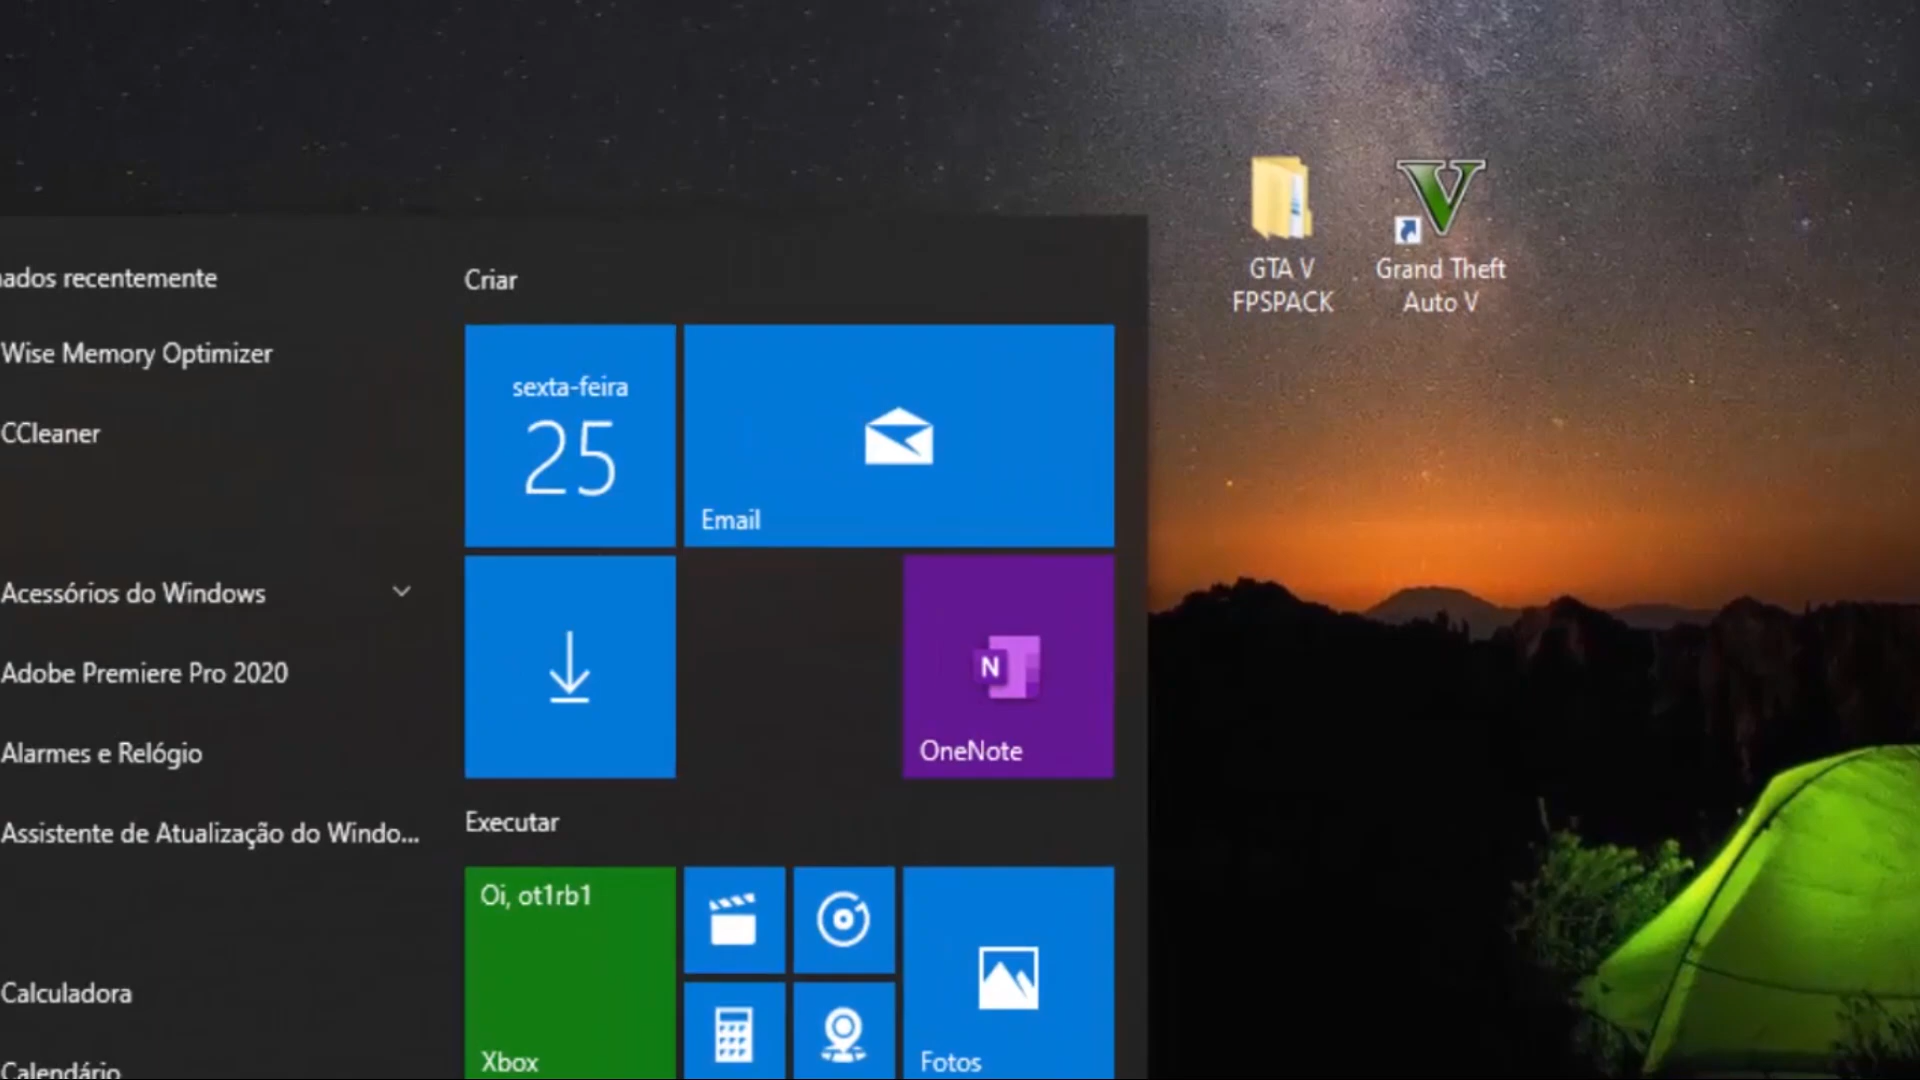 GTA V
FPSPACK
Grand Theft
Auto V
ados recentemente
Wise Memory Optimizer
CCleaner
Acessórios do Windows
Adobe Premiere Pro 2020
Alarmes e Relógio
Assistente de Atualização do Windo...
Calculadora
Calendário
Criar
sexta-feira
25
Email
N
OneNote
Executar
Oi, ot1rb1
Xbox
Fotos